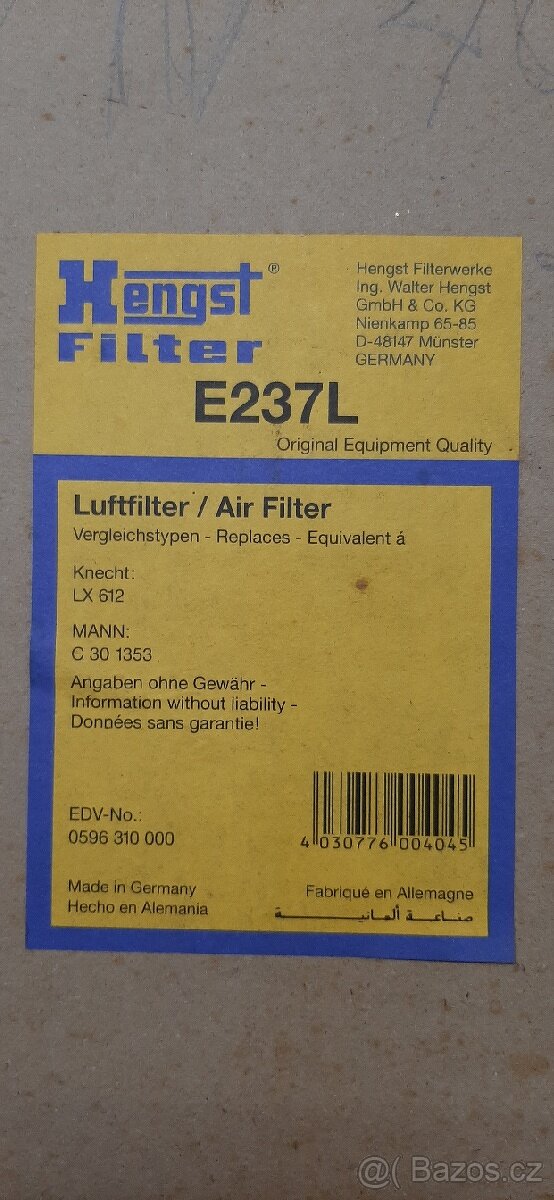 Hengst®
Filter
Hengst Filterwerke
Ing. Walter Hengst
GmbH & Co. KG
Nienkamp 65-85
D-48147 Münster
GERMANY
E237L
Original Equipment Quality
Luftfilter / Air Filter
Vergleichstypen - Replaces - Equivalent á
Knecht:
LX 612
MANN:
C 30 1353
Angaben ohne Gewähr -
Information without liability -
Données sans garantie!
EDV-No.:
0596 310 000
4 030776 004045
Made in Germany
Hecho en Alemania
Fabriqué en Allemagne
صناعة ألمانية
@( Bazos.cz